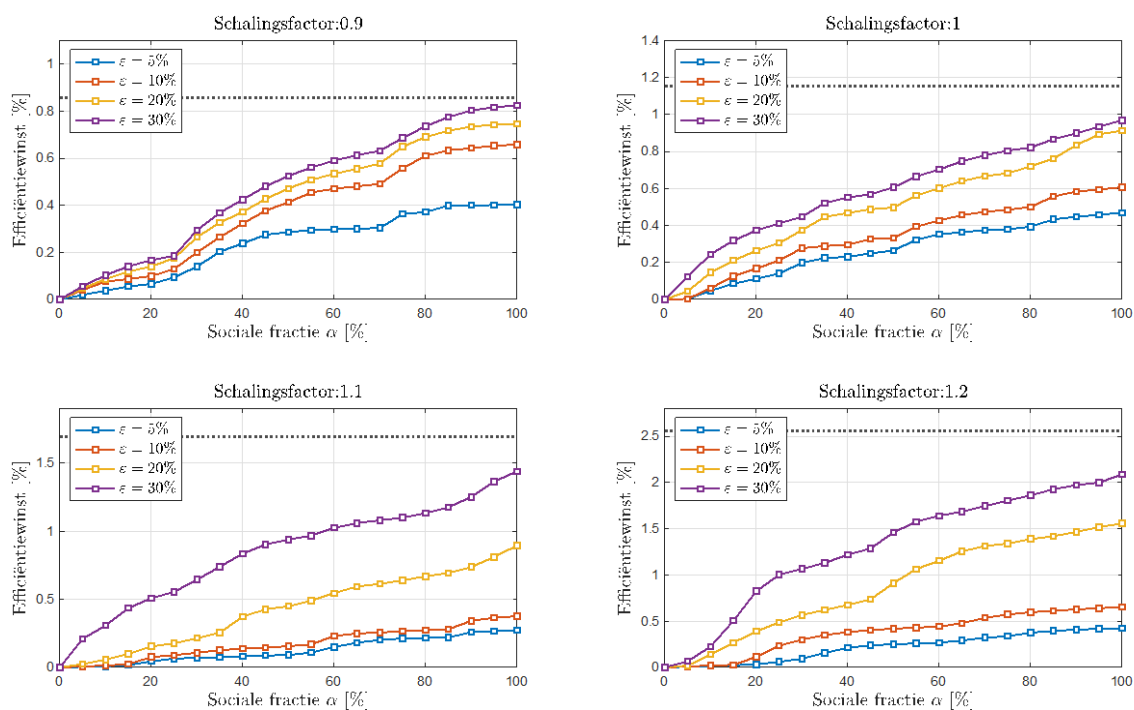 Schalingsfactor:0.9
Efficiëntiewinst [%]
1
0.8
0.6
0.4
0.2
0
ε = 5%
ε = 10%
ε = 20%
ε = 30%
0 20 40 60 80 100
Sociale fractie α [%]
Schalingsfactor:1
Efficiëntiewinst [%]
1.4
1.2
1
0.8
0.6
0.4
0.2
0
ε = 5%
ε = 10%
ε = 20%
ε = 30%
0 20 40 60 80 100
Sociale fractie α [%]
Schalingsfactor:1.1
Efficiëntiewinst [%]
1.5
1
0.5
0
ε = 5%
ε = 10%
ε = 20%
ε = 30%
0 20 40 60 80 100
Sociale fractie α [%]
Schalingsfactor:1.2
Efficiëntiewinst [%]
2.5
2
1.5
1
0.5
0
ε = 5%
ε = 10%
ε = 20%
ε = 30%
0 20 40 60 80 100
Sociale fractie α [%]